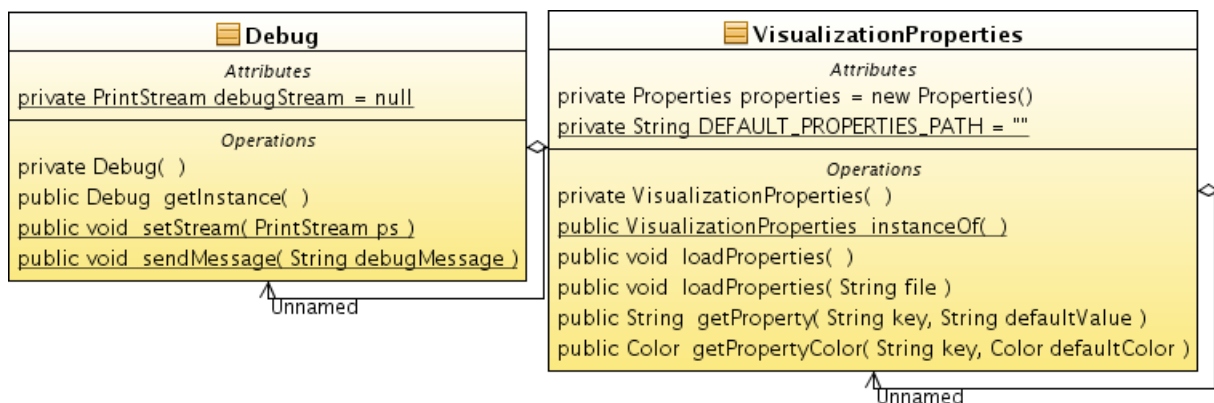 Debug
Attributes
private PrintStream debugStream = null
Operations
private Debug( )
public Debug getInstance( )
public void setStream( PrintStream ps )
public void sendMessage( String debugMessage )
Unnamed
VisualizationProperties
Attributes
private Properties properties = new Properties()
private String DEFAULT_PROPERTIES_PATH = ""
Operations
private VisualizationProperties( )
public VisualizationProperties instanceOf( )
public void loadProperties( )
public void loadProperties( String file )
public String getProperty( String key, String defaultValue )
public Color getPropertyColor( String key, Color defaultColor )
Unnamed